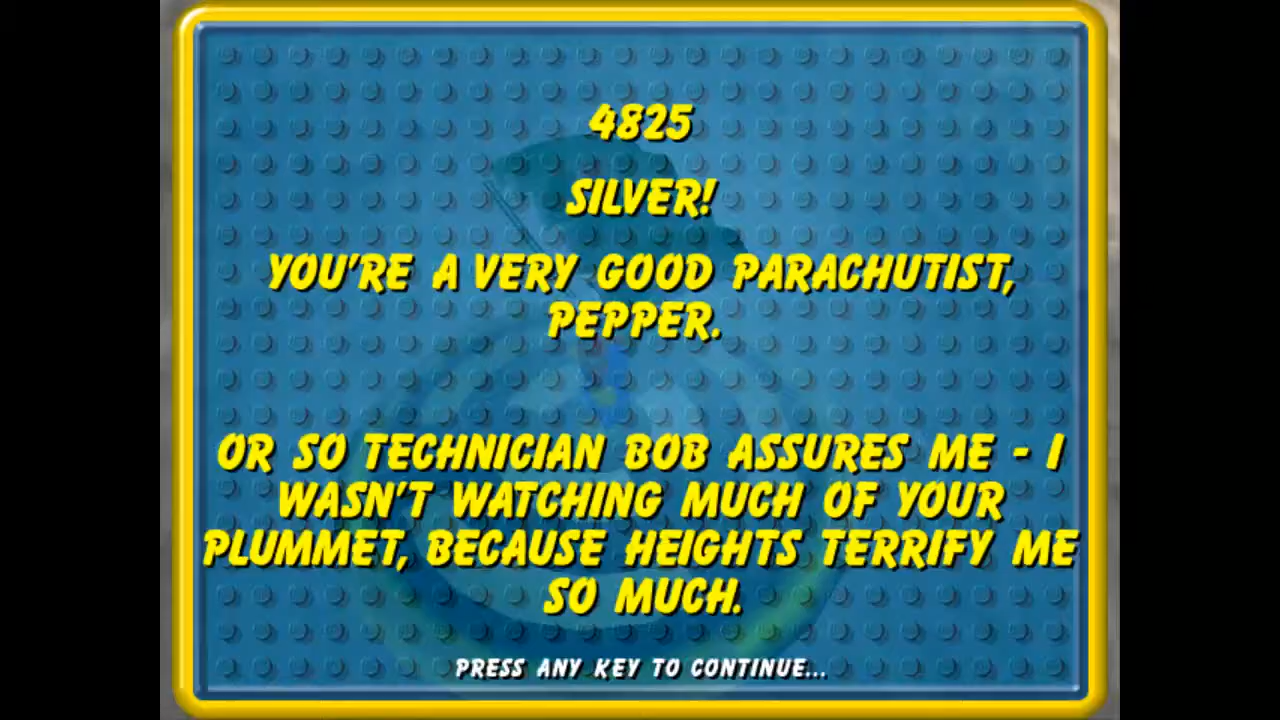 4825
SILVER!
YOU'RE A VERY GOOD PARACHUTIST,
PEPPER.
OR SO TECHNICIAN BOB ASSURES ME - I
WASN'T WATCHING MUCH OF YOUR
PLUMMET, BECAUSE HEIGHTS TERRIFY ME
SO MUCH.
PRESS ANY KEY TO CONTINUE...